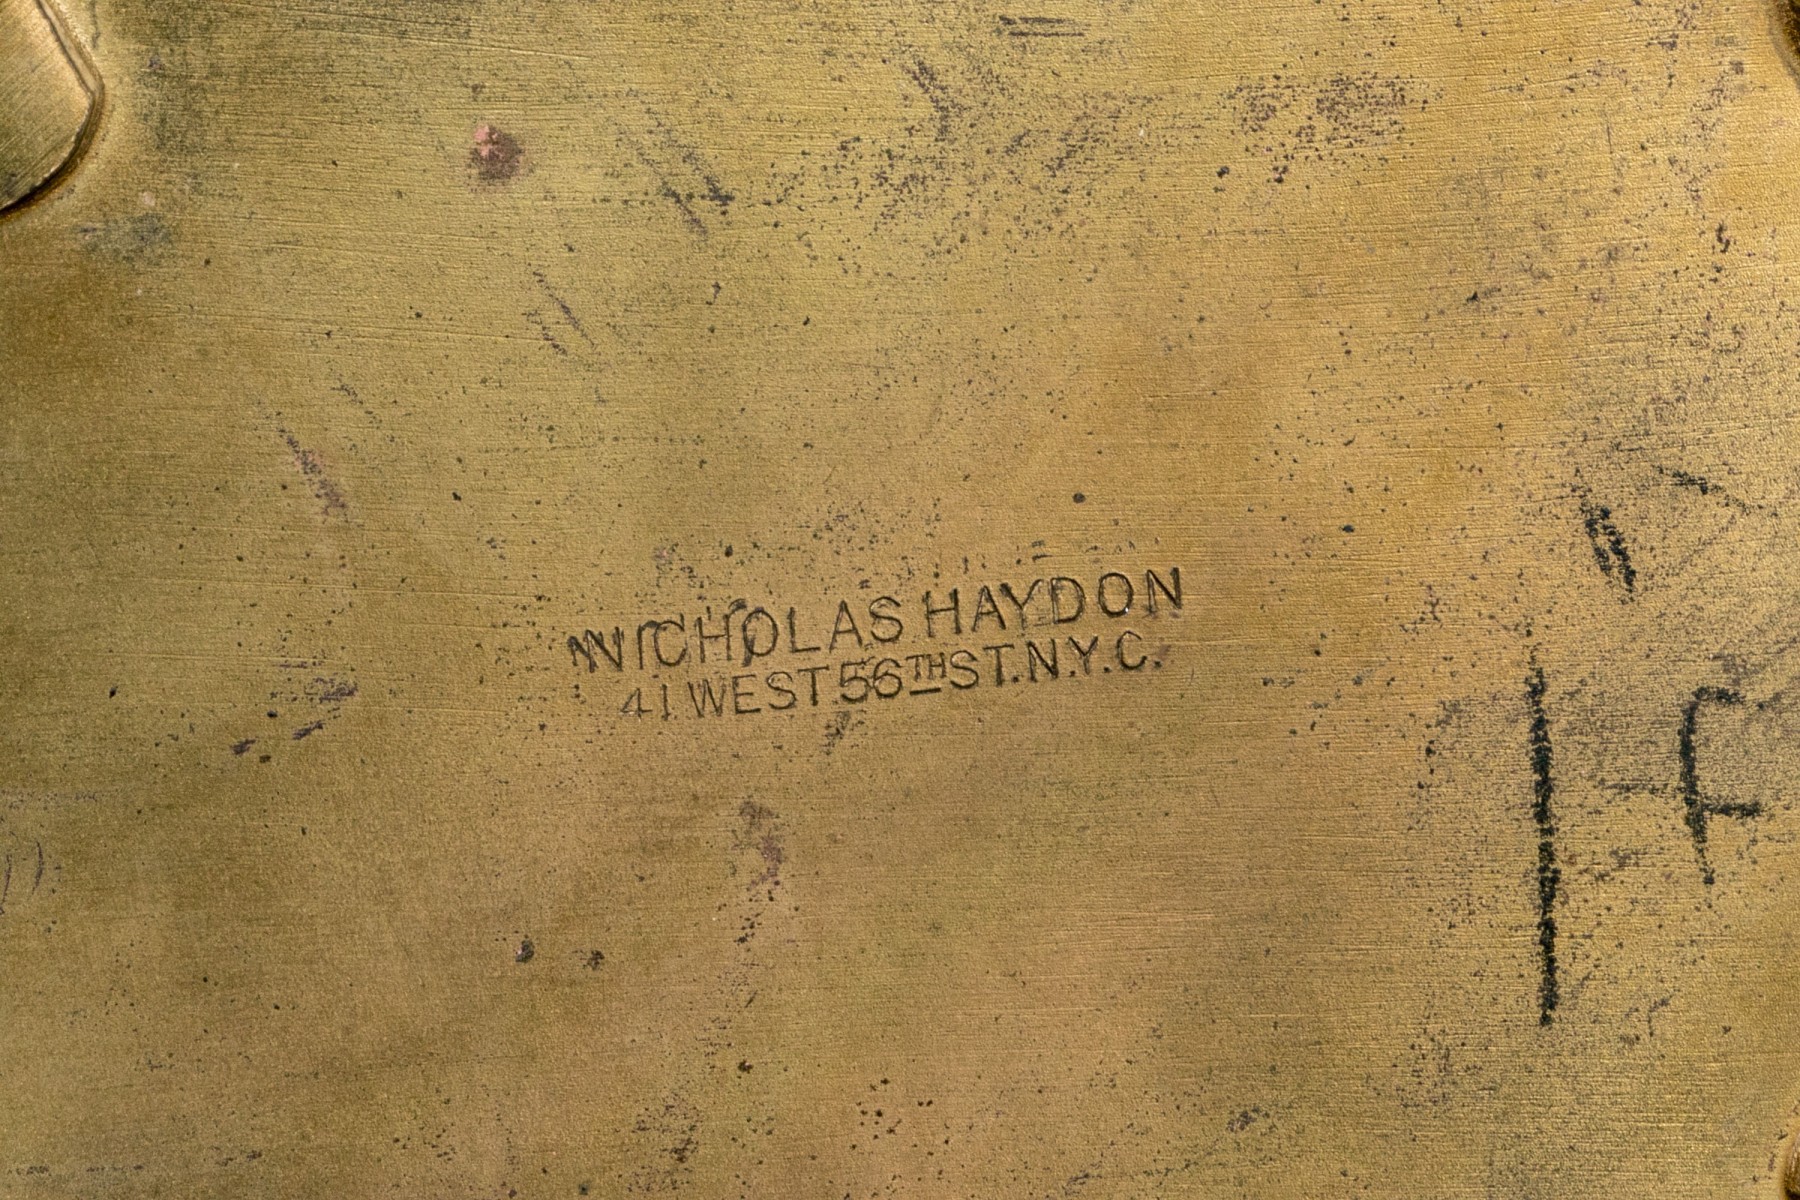 NICHOLAS HAYDON
41 WEST 56TH ST. N.Y.C.